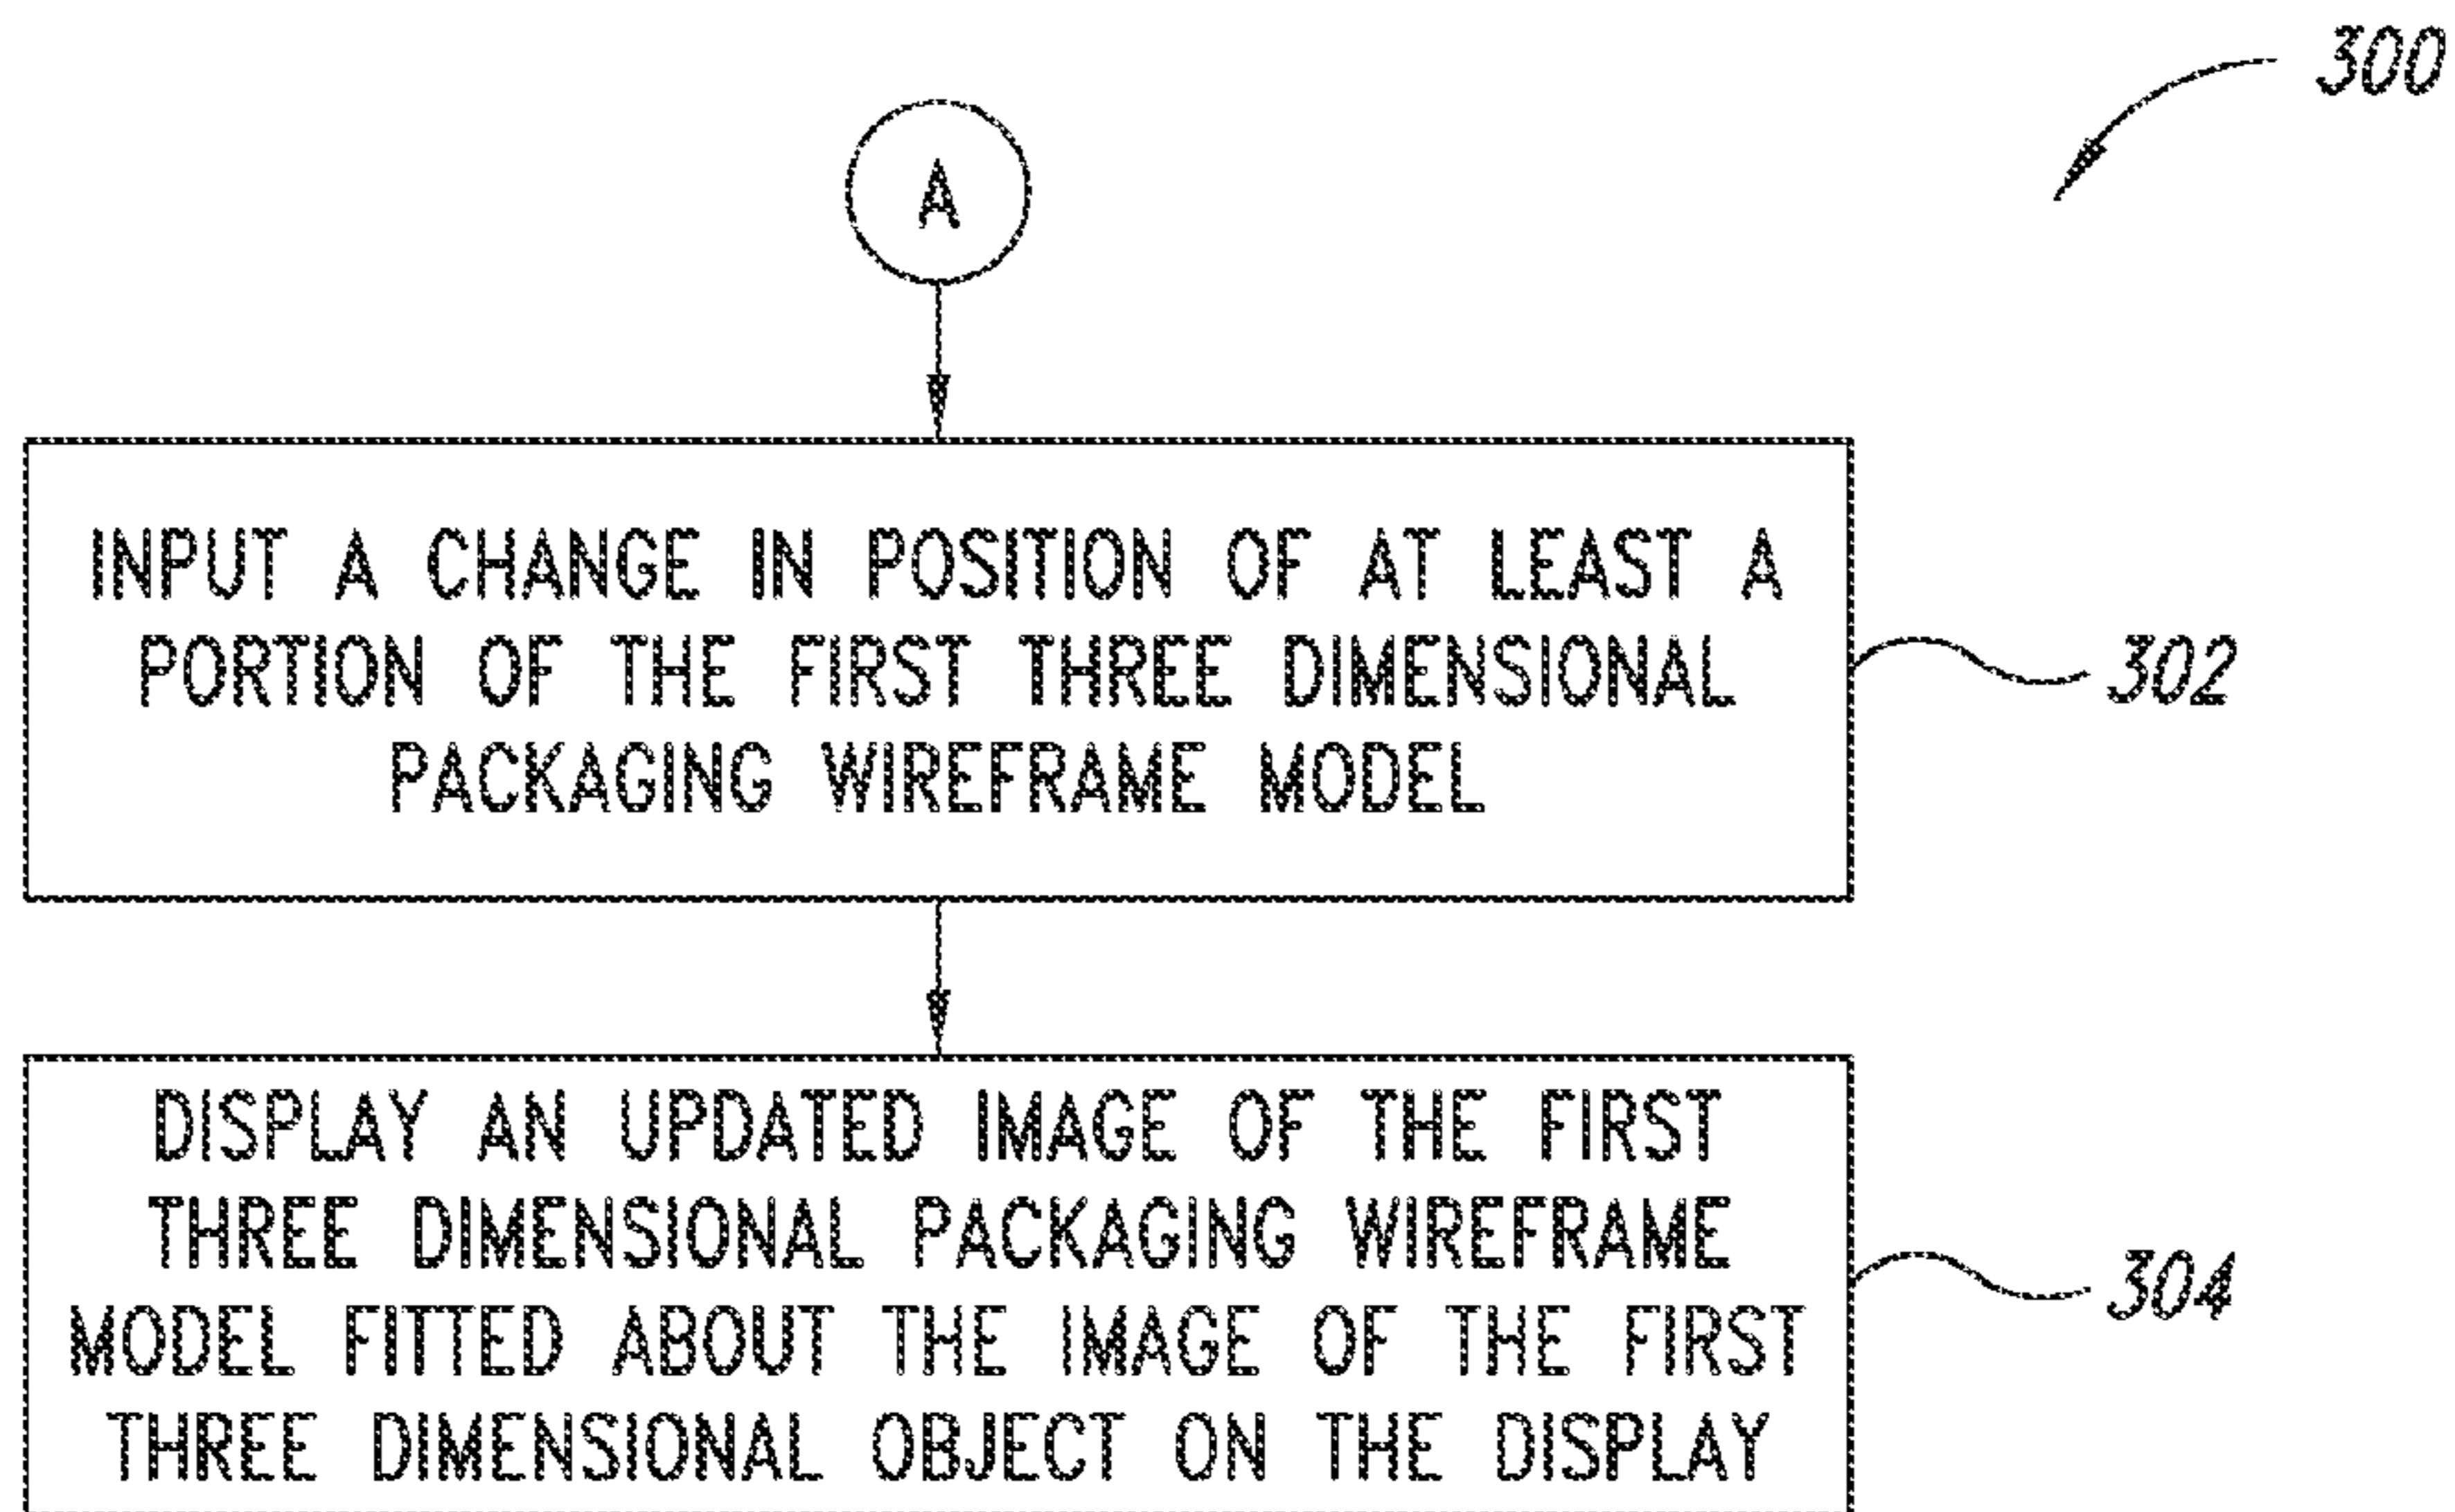 300
A
INPUT A CHANGE IN POSITION OF AT LEAST A
PORTION OF THE FIRST THREE DIMENSIONAL
PACKAGING WIREFRAME MODEL
302
DISPLAY AN UPDATED IMAGE OF THE FIRST
THREE DIMENSIONAL PACKAGING WIREFRAME
MODEL FITTED ABOUT THE IMAGE OF THE FIRST
THREE DIMENSIONAL OBJECT ON THE DISPLAY
304